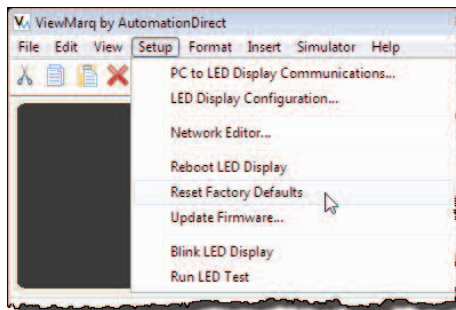 ViewMarq by AutomationDirect
File Edit View Setup Format Insert Simulator Help
PC to LED Display Communications...
LED Display Configuration...
Network Editor...
Reboot LED Display
Reset Factory Defaults
Update Firmware...
Blink LED Display
Run LED Test